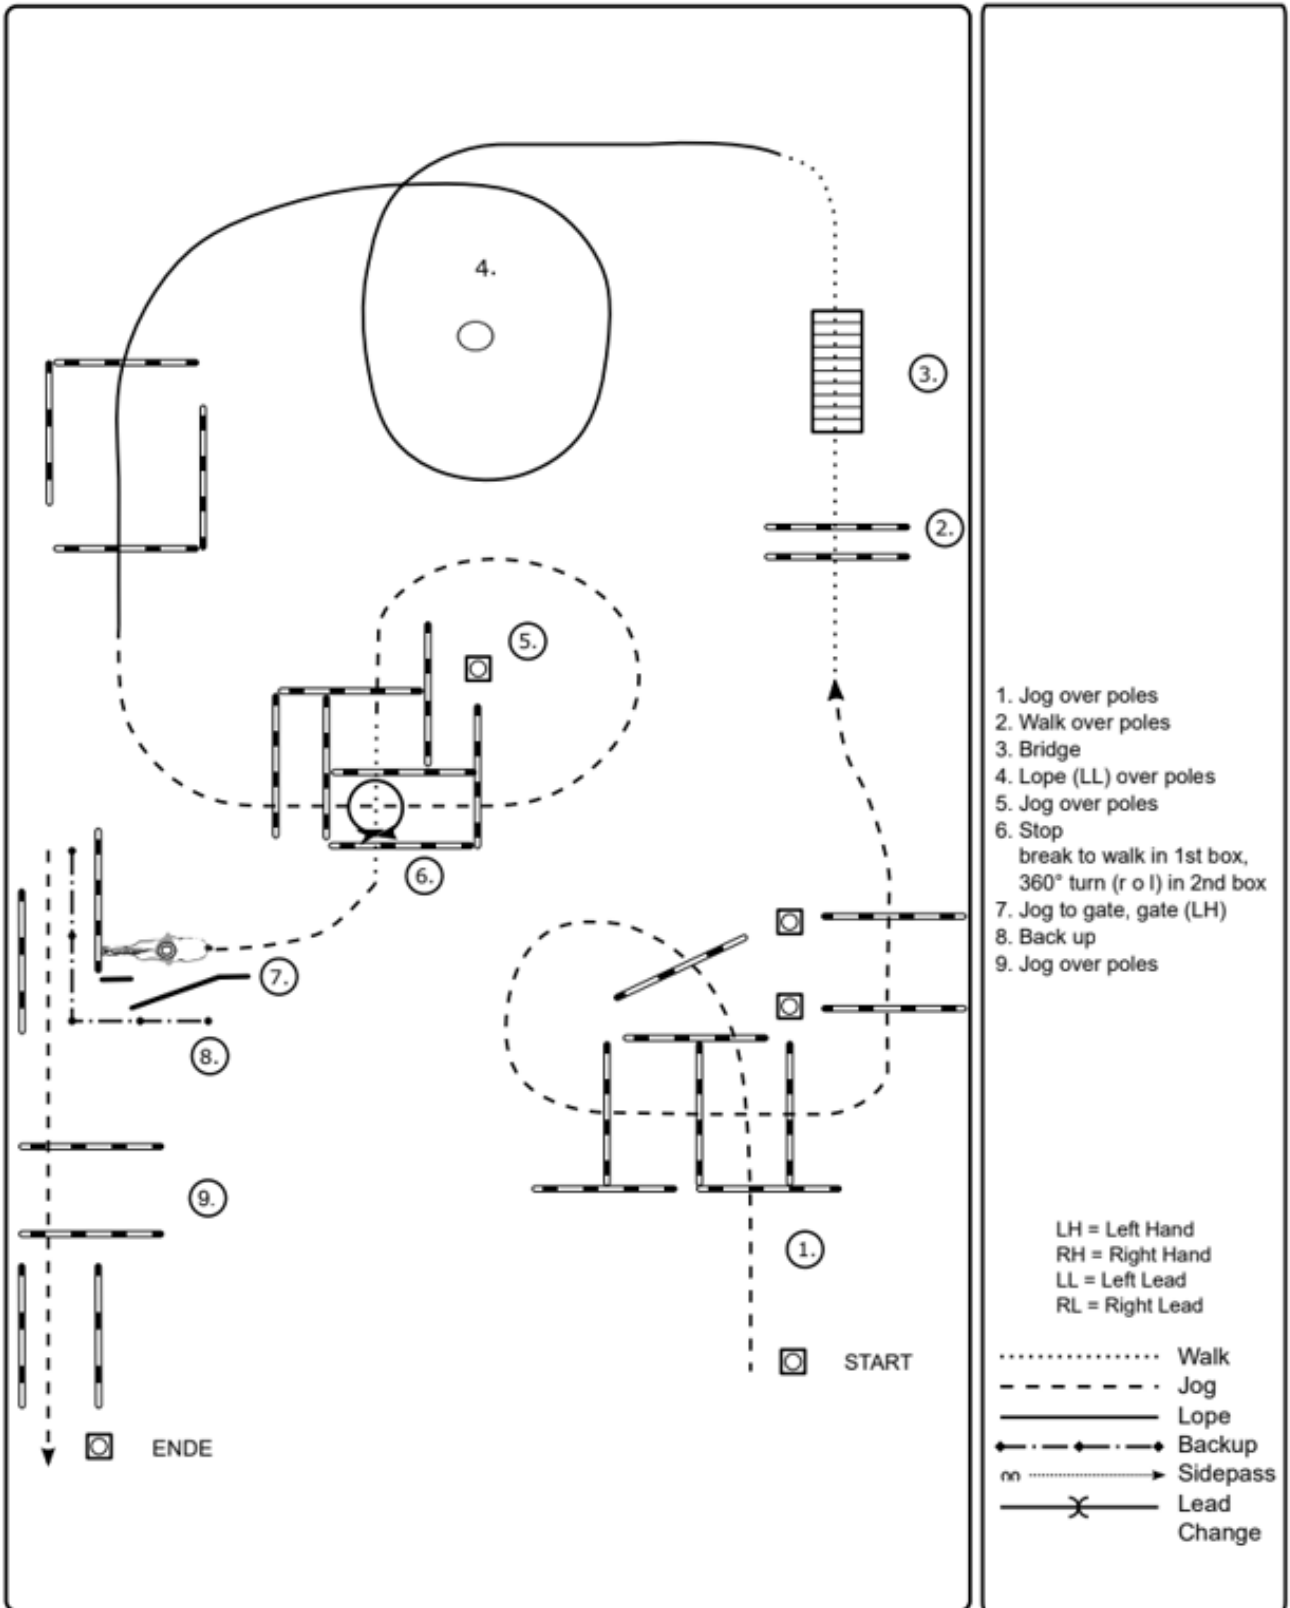 4.
3.
2.
5.
6.
7.
8.
9.
1.
START
ENDE
1. Jog over poles
2. Walk over poles
3. Bridge
4. Lope (LL) over poles
5. Jog over poles
6. Stop
break to walk in 1st box,
360° turn (r o l) in 2nd box
7. Jog to gate, gate (LH)
8. Back up
9. Jog over poles
LH = Left Hand
RH = Right Hand
LL = Left Lead
RL = Right Lead
Walk
Jog
Lope
Backup
Sidepass
Lead
Change